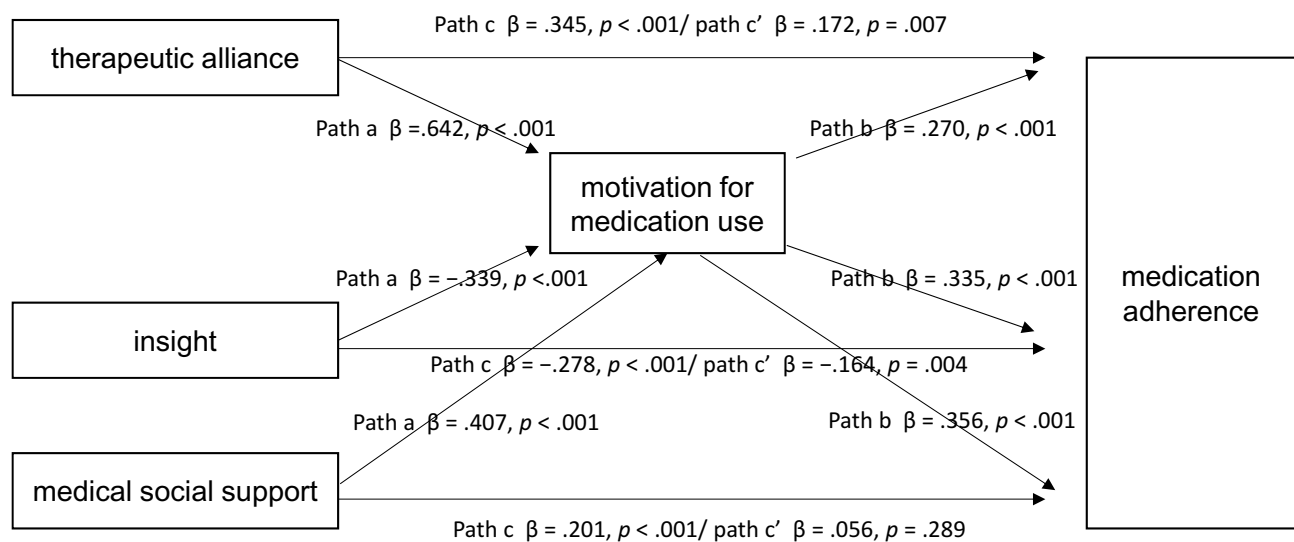 Path c  β = .345, p < .001/ path c’  β = .172, p = .007
therapeutic alliance
Path a  β =.642, p < .001
Path b  β = .270, p < .001
motivation for
medication use
Path a  β = −.339, p <.001
Path b  β = .335, p < .001
medication
adherence
insight
Path c  β = −.278, p < .001/ path c’  β = −.164, p = .004
Path a  β = .407, p < .001
Path b  β = .356, p < .001
medical social support
Path c  β = .201, p < .001/ path c’  β = .056, p = .289